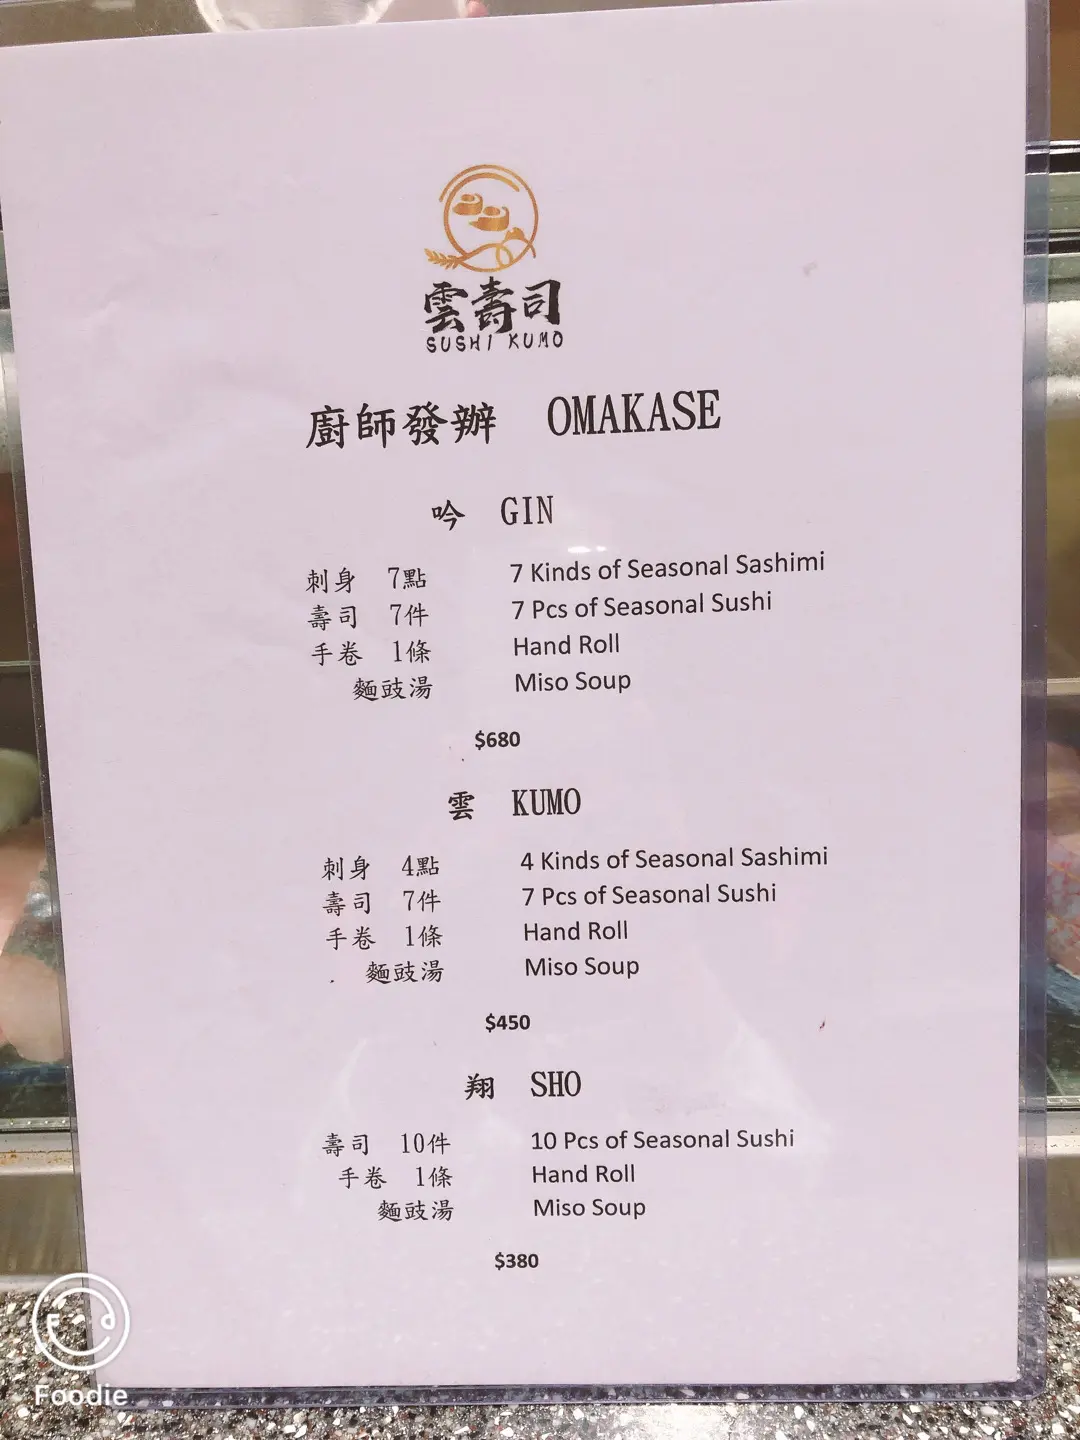 雲壽司
SUSHI KUMO
廚師發辦 OMAKASE
吟 GIN
刺身 7點 7 Kinds of Seasonal Sashimi
壽司 7件 7 Pcs of Seasonal Sushi
手卷 1條 Hand Roll
麵豉湯 Miso Soup
$680
雲 KUMO
刺身 4點 4 Kinds of Seasonal Sashimi
壽司 7件 7 Pcs of Seasonal Sushi
手卷 1條 Hand Roll
麵豉湯 Miso Soup
$450
翔 SHO
壽司 10件 10 Pcs of Seasonal Sushi
手卷 1條 Hand Roll
麵豉湯 Miso Soup
$380
Foodie